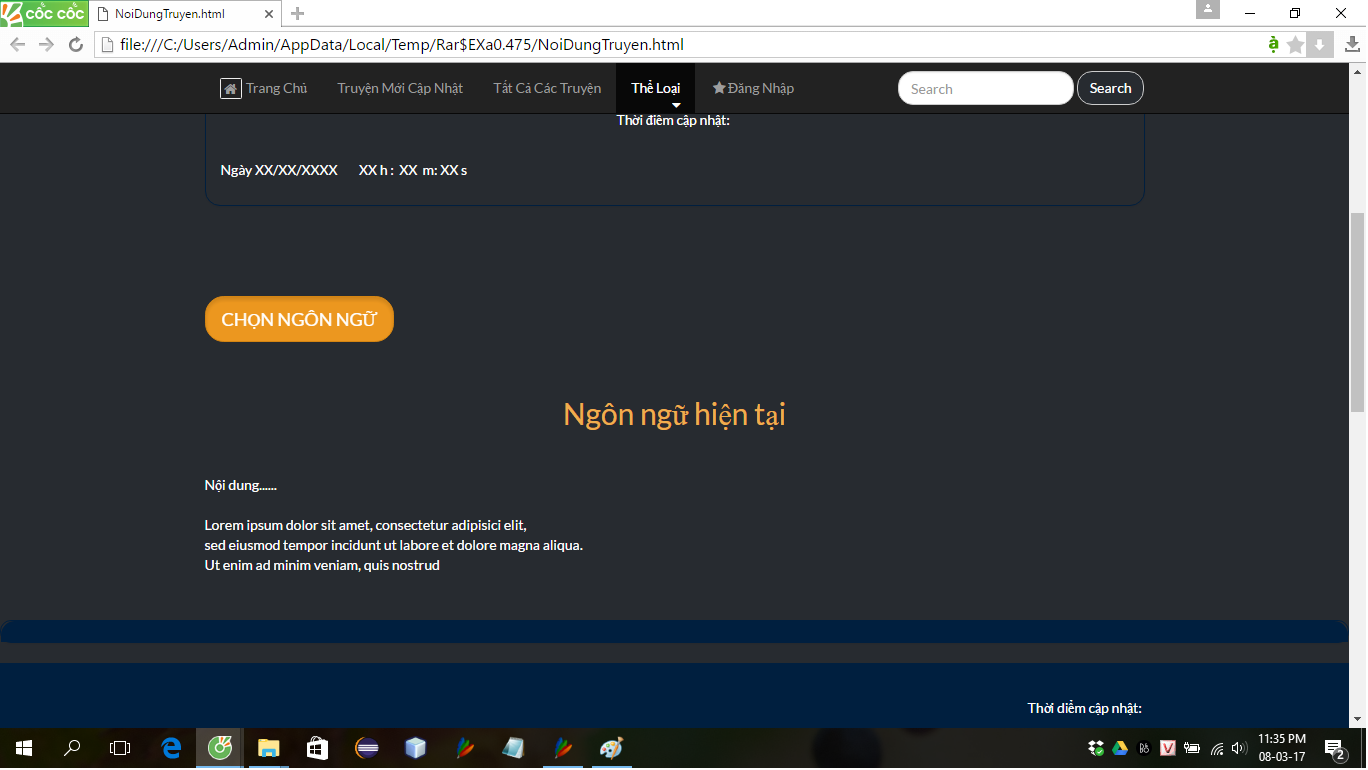 cốc cốc
NoiDungTruyen.html
file:///C:/Users/Admin/AppData/Local/Temp/Rar$EXa0.475/NoiDungTruyen.html
Trang Chủ Truyện Mới Cập Nhật Tất Cả Các Truyện Thể Loại Đăng Nhập Search Search
Thời điểm cập nhật:
Ngày XX/XX/XXXX XX h : XX m: XX s
CHỌN NGÔN NGỮ
Ngôn ngữ hiện tại
Nội dung......
Lorem ipsum dolor sit amet, consectetur adipisici elit,
sed eiusmod tempor incidunt ut labore et dolore magna aliqua.
Ut enim ad minim veniam, quis nostrud
Thời diểm cập nhật:
11:35 PM
08-03-17
2